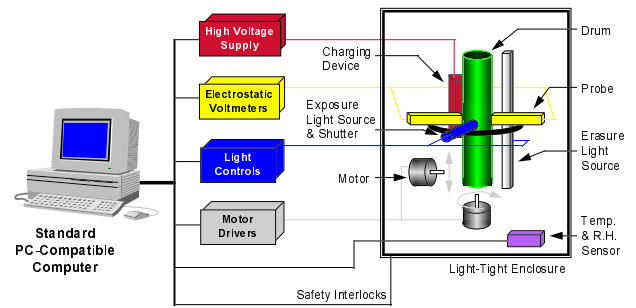 High Voltage
Supply
Electrostatic
Voltmeters
Light
Controls
Motor
Drivers
Standard
PC-Compatible
Computer
Charging
Device
Exposure
Light Source
& Shutter
Motor
Drum
Probe
Erasure
Light
Source
Temp.
& R.H.
Sensor
Light-Tight Enclosure
Safety Interlocks